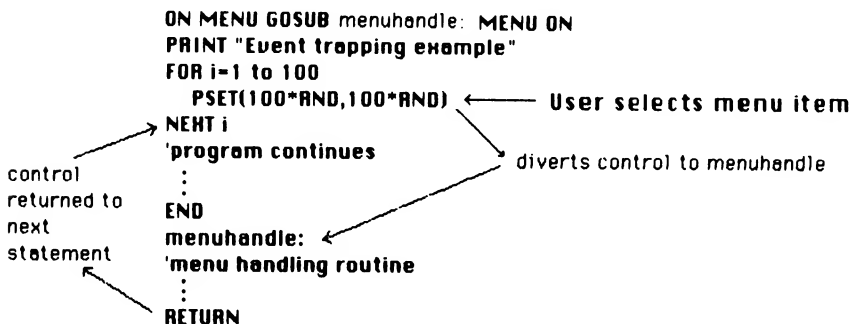 ON MENU GOSUB menuhandle: MENU ON
PRINT "Event trapping example"
FOR i=1 to 100
PSET(100*RND,100*RND)
User selects menu item
NEXT i
'program continues
diverts control to menuhandle
control
returned to
next
statement
:
END
menuhandle:
'menu handling routine
:
RETURN